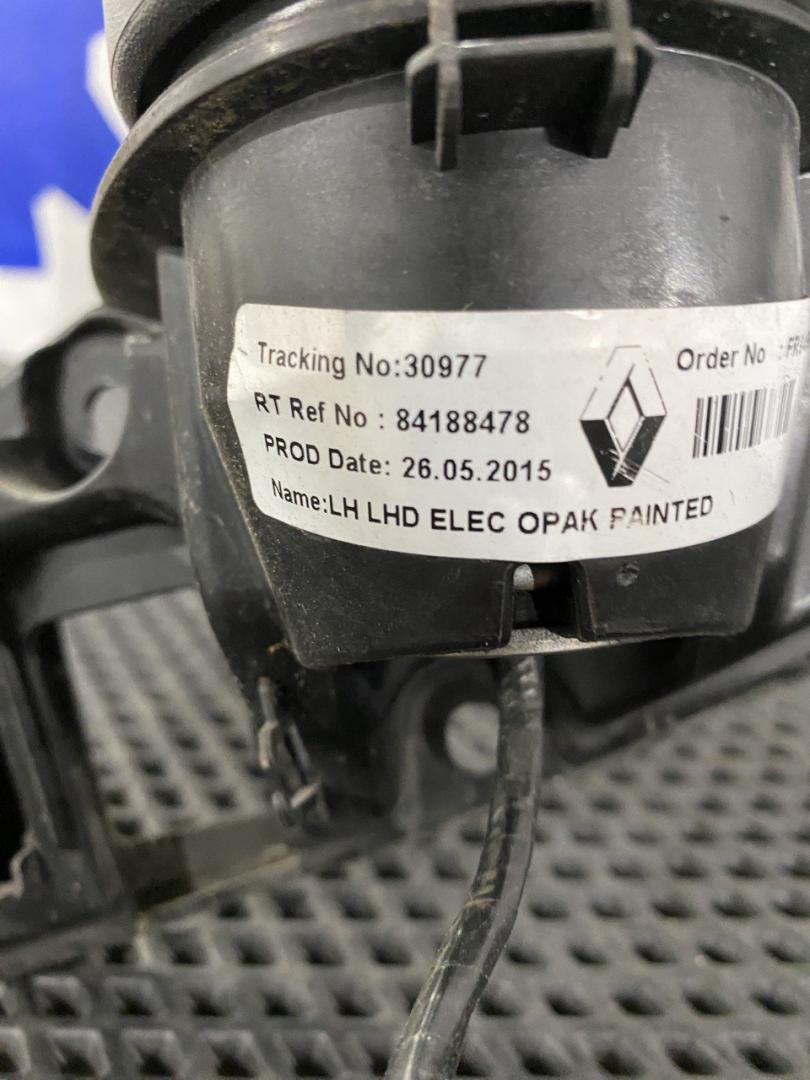 Tracking No:30977
Order No :
RT Ref No : 84188478
PROD Date: 26.05.2015
Name:LH LHD ELEC OPAK PAINTED